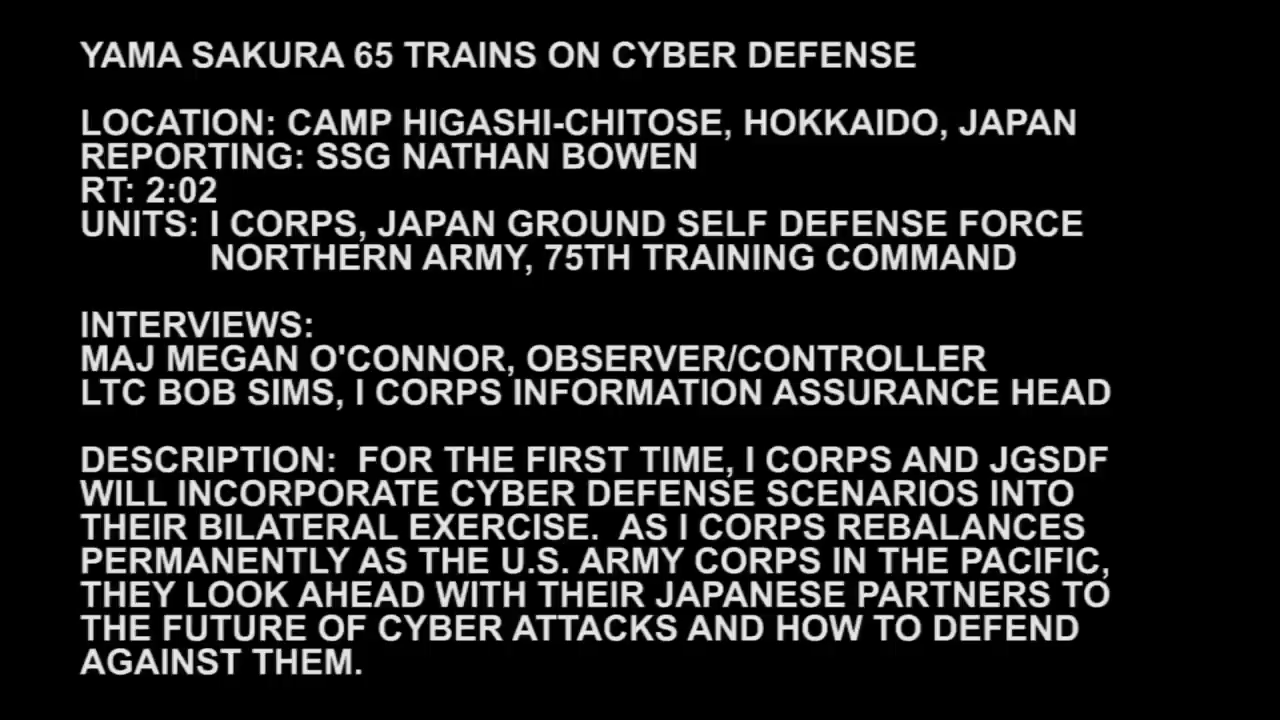 YAMA SAKURA 65 TRAINS ON CYBER DEFENSE
LOCATION: CAMP HIGASHI-CHITOSE, HOKKAIDO, JAPAN
REPORTING: SSG NATHAN BOWEN
RT: 2:02
UNITS: I CORPS, JAPAN GROUND SELF DEFENSE FORCE
NORTHERN ARMY, 75TH TRAINING COMMAND
INTERVIEWS:
MAJ MEGAN O'CONNOR, OBSERVER/CONTROLLER
LTC BOB SIMS, I CORPS INFORMATION ASSURANCE HEAD
DESCRIPTION:  FOR THE FIRST TIME, I CORPS AND JGSDF
WILL INCORPORATE CYBER DEFENSE SCENARIOS INTO
THEIR BILATERAL EXERCISE.  AS I CORPS REBALANCES
PERMANENTLY AS THE U.S. ARMY CORPS IN THE PACIFIC,
THEY LOOK AHEAD WITH THEIR JAPANESE PARTNERS TO
THE FUTURE OF CYBER ATTACKS AND HOW TO DEFEND
AGAINST THEM.